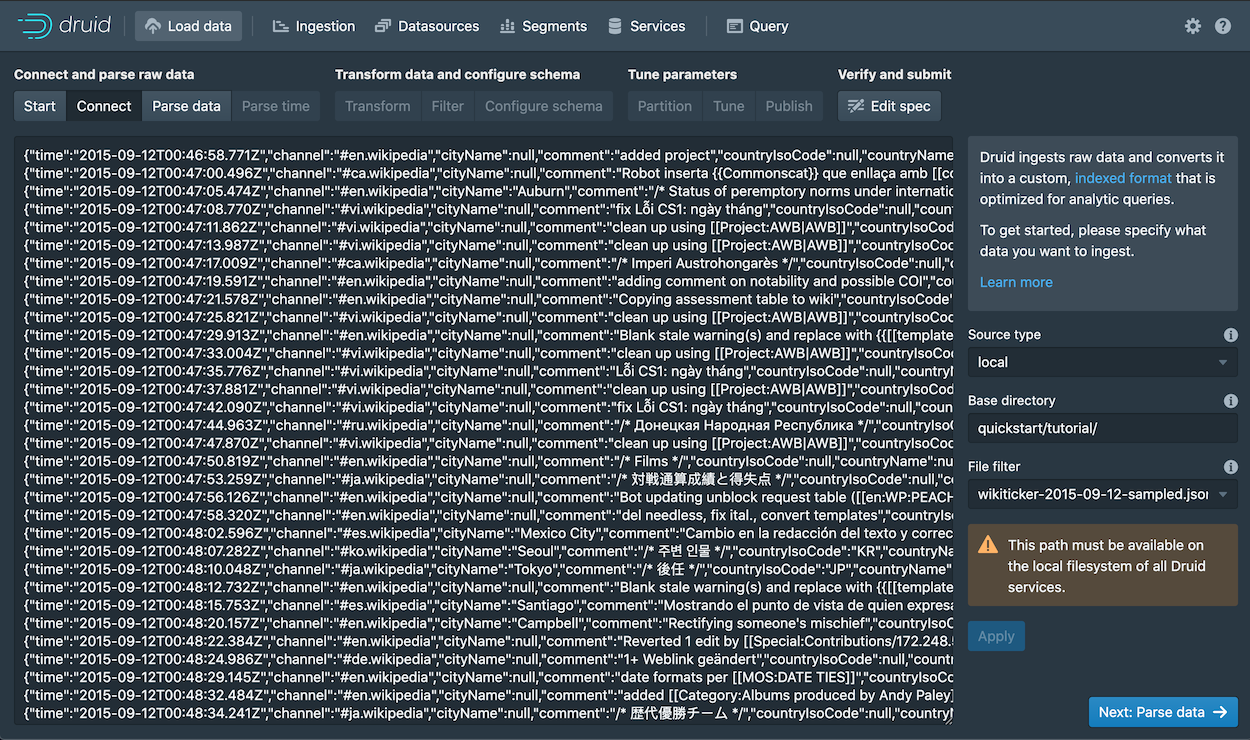 druid Load data Ingestion Datasources Segments Services Query
Connect and parse raw data Transform data and configure schema Tune parameters Verify and submit
Start Connect Parse data Parse time Transform Filter Configure schema Partition Tune Publish Edit spec
{"time":"2015-09-12T00:46:58.771Z","channel":"#en.wikipedia","cityName":null,"comment":"added project","countryIsoCode":null,"countryName
{"time":"2015-09-12T00:47:00.496Z","channel":"#ca.wikipedia","cityName":null,"comment":"Robot inserta {{Commonscat}} que enllaça amb [[co
{"time":"2015-09-12T00:47:05.474Z","channel":"#en.wikipedia","cityName":"Auburn","comment":"/* Status of peremptory norms under internatio
{"time":"2015-09-12T00:47:08.770Z","channel":"#vi.wikipedia","cityName":null,"comment":"fix Lỗi CS1: ngày tháng","countryIsoCode":null,"coun
{"time":"2015-09-12T00:47:11.862Z","channel":"#vi.wikipedia","cityName":null,"comment":"clean up using [[Project:AWB|AWB]]","countryIsoCod
{"time":"2015-09-12T00:47:13.987Z","channel":"#vi.wikipedia","cityName":null,"comment":"clean up using [[Project:AWB|AWB]]","countryIsoCod
{"time":"2015-09-12T00:47:17.009Z","channel":"#ca.wikipedia","cityName":null,"comment":"/* Imperi Austrohongarès */","countryIsoCode":null,"c
{"time":"2015-09-12T00:47:19.591Z","channel":"#en.wikipedia","cityName":null,"comment":"adding comment on notability and possible COI","cou
{"time":"2015-09-12T00:47:21.578Z","channel":"#en.wikipedia","cityName":null,"comment":"Copying assessment table to wiki","countryIsoCode"
{"time":"2015-09-12T00:47:25.821Z","channel":"#vi.wikipedia","cityName":null,"comment":"clean up using [[Project:AWB|AWB]]","countryIsoCod
{"time":"2015-09-12T00:47:29.913Z","channel":"#en.wikipedia","cityName":null,"comment":"Blank stale warning(s) and replace with {{[[template
{"time":"2015-09-12T00:47:33.004Z","channel":"#vi.wikipedia","cityName":null,"comment":"clean up using [[Project:AWB|AWB]]","countryIsoCod
{"time":"2015-09-12T00:47:35.776Z","channel":"#vi.wikipedia","cityName":null,"comment":"Lỗi CS1: ngày tháng","countryIsoCode":null,"countryN
{"time":"2015-09-12T00:47:37.881Z","channel":"#vi.wikipedia","cityName":null,"comment":"clean up using [[Project:AWB|AWB]]","countryIsoCod
{"time":"2015-09-12T00:47:42.090Z","channel":"#vi.wikipedia","cityName":null,"comment":"fix Lỗi CS1: ngày tháng","countryIsoCode":null,"coun
{"time":"2015-09-12T00:47:44.963Z","channel":"#ru.wikipedia","cityName":null,"comment":"/* Донецкая Народная Республика */","countryIsoC
{"time":"2015-09-12T00:47:47.870Z","channel":"#vi.wikipedia","cityName":null,"comment":"clean up using [[Project:AWB|AWB]]","countryIsoCod
{"time":"2015-09-12T00:47:50.819Z","channel":"#en.wikipedia","cityName":null,"comment":"/* Films */","countryIsoCode":null,"countryName":nu
{"time":"2015-09-12T00:47:53.259Z","channel":"#ja.wikipedia","cityName":null,"comment":"/* 対戦通算成績と得失点 */","countryIsoCode":null,"c
{"time":"2015-09-12T00:47:56.126Z","channel":"#en.wikipedia","cityName":null,"comment":"Bot updating unblock request table ([[en:WP:PEACH
{"time":"2015-09-12T00:47:58.320Z","channel":"#en.wikipedia","cityName":null,"comment":"del needless, fix ital., convert templates","countryIsoC
{"time":"2015-09-12T00:48:02.596Z","channel":"#es.wikipedia","cityName":"Mexico City","comment":"Cambio en la redacción del texto y correc
{"time":"2015-09-12T00:48:07.282Z","channel":"#ko.wikipedia","cityName":"Seoul","comment":"/* 주변 인물 */","countryIsoCode":"KR","countryNa
{"time":"2015-09-12T00:48:10.048Z","channel":"#ja.wikipedia","cityName":"Tokyo","comment":"/* 後任 */","countryIsoCode":"JP","countryName"
{"time":"2015-09-12T00:48:12.732Z","channel":"#en.wikipedia","cityName":null,"comment":"Blank stale warning(s) and replace with {{[[template
{"time":"2015-09-12T00:48:15.753Z","channel":"#es.wikipedia","cityName":"Santiago","comment":"Mostrando el punto de vista de quien expresa
{"time":"2015-09-12T00:48:20.157Z","channel":"#en.wikipedia","cityName":"Campbell","comment":"Rectifying someone's mischief","countryIsoC
{"time":"2015-09-12T00:48:22.384Z","channel":"#en.wikipedia","cityName":null,"comment":"Reverted 1 edit by [[Special:Contributions/172.248.
{"time":"2015-09-12T00:48:24.986Z","channel":"#de.wikipedia","cityName":null,"comment":"1+ Weblink geändert","countryIsoCode":null,"countr
{"time":"2015-09-12T00:48:29.145Z","channel":"#en.wikipedia","cityName":null,"comment":"date formats per [[MOS:DATE TIES]]","countryIsoCo
{"time":"2015-09-12T00:48:32.484Z","channel":"#en.wikipedia","cityName":null,"comment":"added [[Category:Albums produced by Andy Paley]
{"time":"2015-09-12T00:48:34.241Z","channel":"#ja.wikipedia","cityName":null,"comment":"/* 歴代優勝チーム */","countryIsoCode":null,"country
Druid ingests raw data and converts it
into a custom, indexed format that is
optimized for analytic queries.
To get started, please specify what
data you want to ingest.
Learn more
Source type
local
Base directory
quickstart/tutorial/
File filter
wikiticker-2015-09-12-sampled.json
This path must be available on
the local filesystem of all Druid
services.
Apply
Next: Parse data